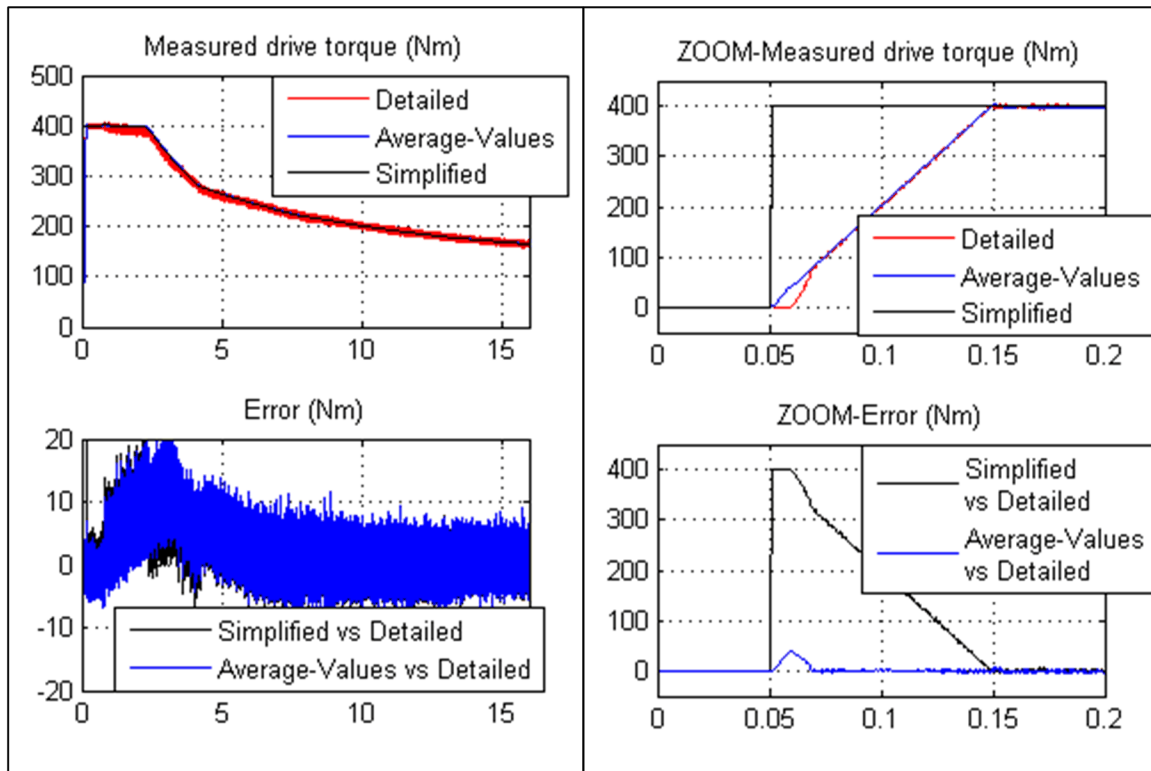 Measured drive torque (Nm)
500
400
300
200
100
0
0
5
10
15
Detailed
Average-Values
Simplified
ZOOM-Measured drive torque (Nm)
400
300
200
100
0
0
0.05
0.1
0.15
0.2
Detailed
Average-Values
Simplified
Error (Nm)
20
10
0
-10
-20
0
5
10
15
Simplified vs Detailed
Average-Values vs Detailed
ZOOM-Error (Nm)
400
300
400
100
0
0
0.05
0.1
0.15
0.2
Simplified
vs Detailed
Average-Values
vs Detailed